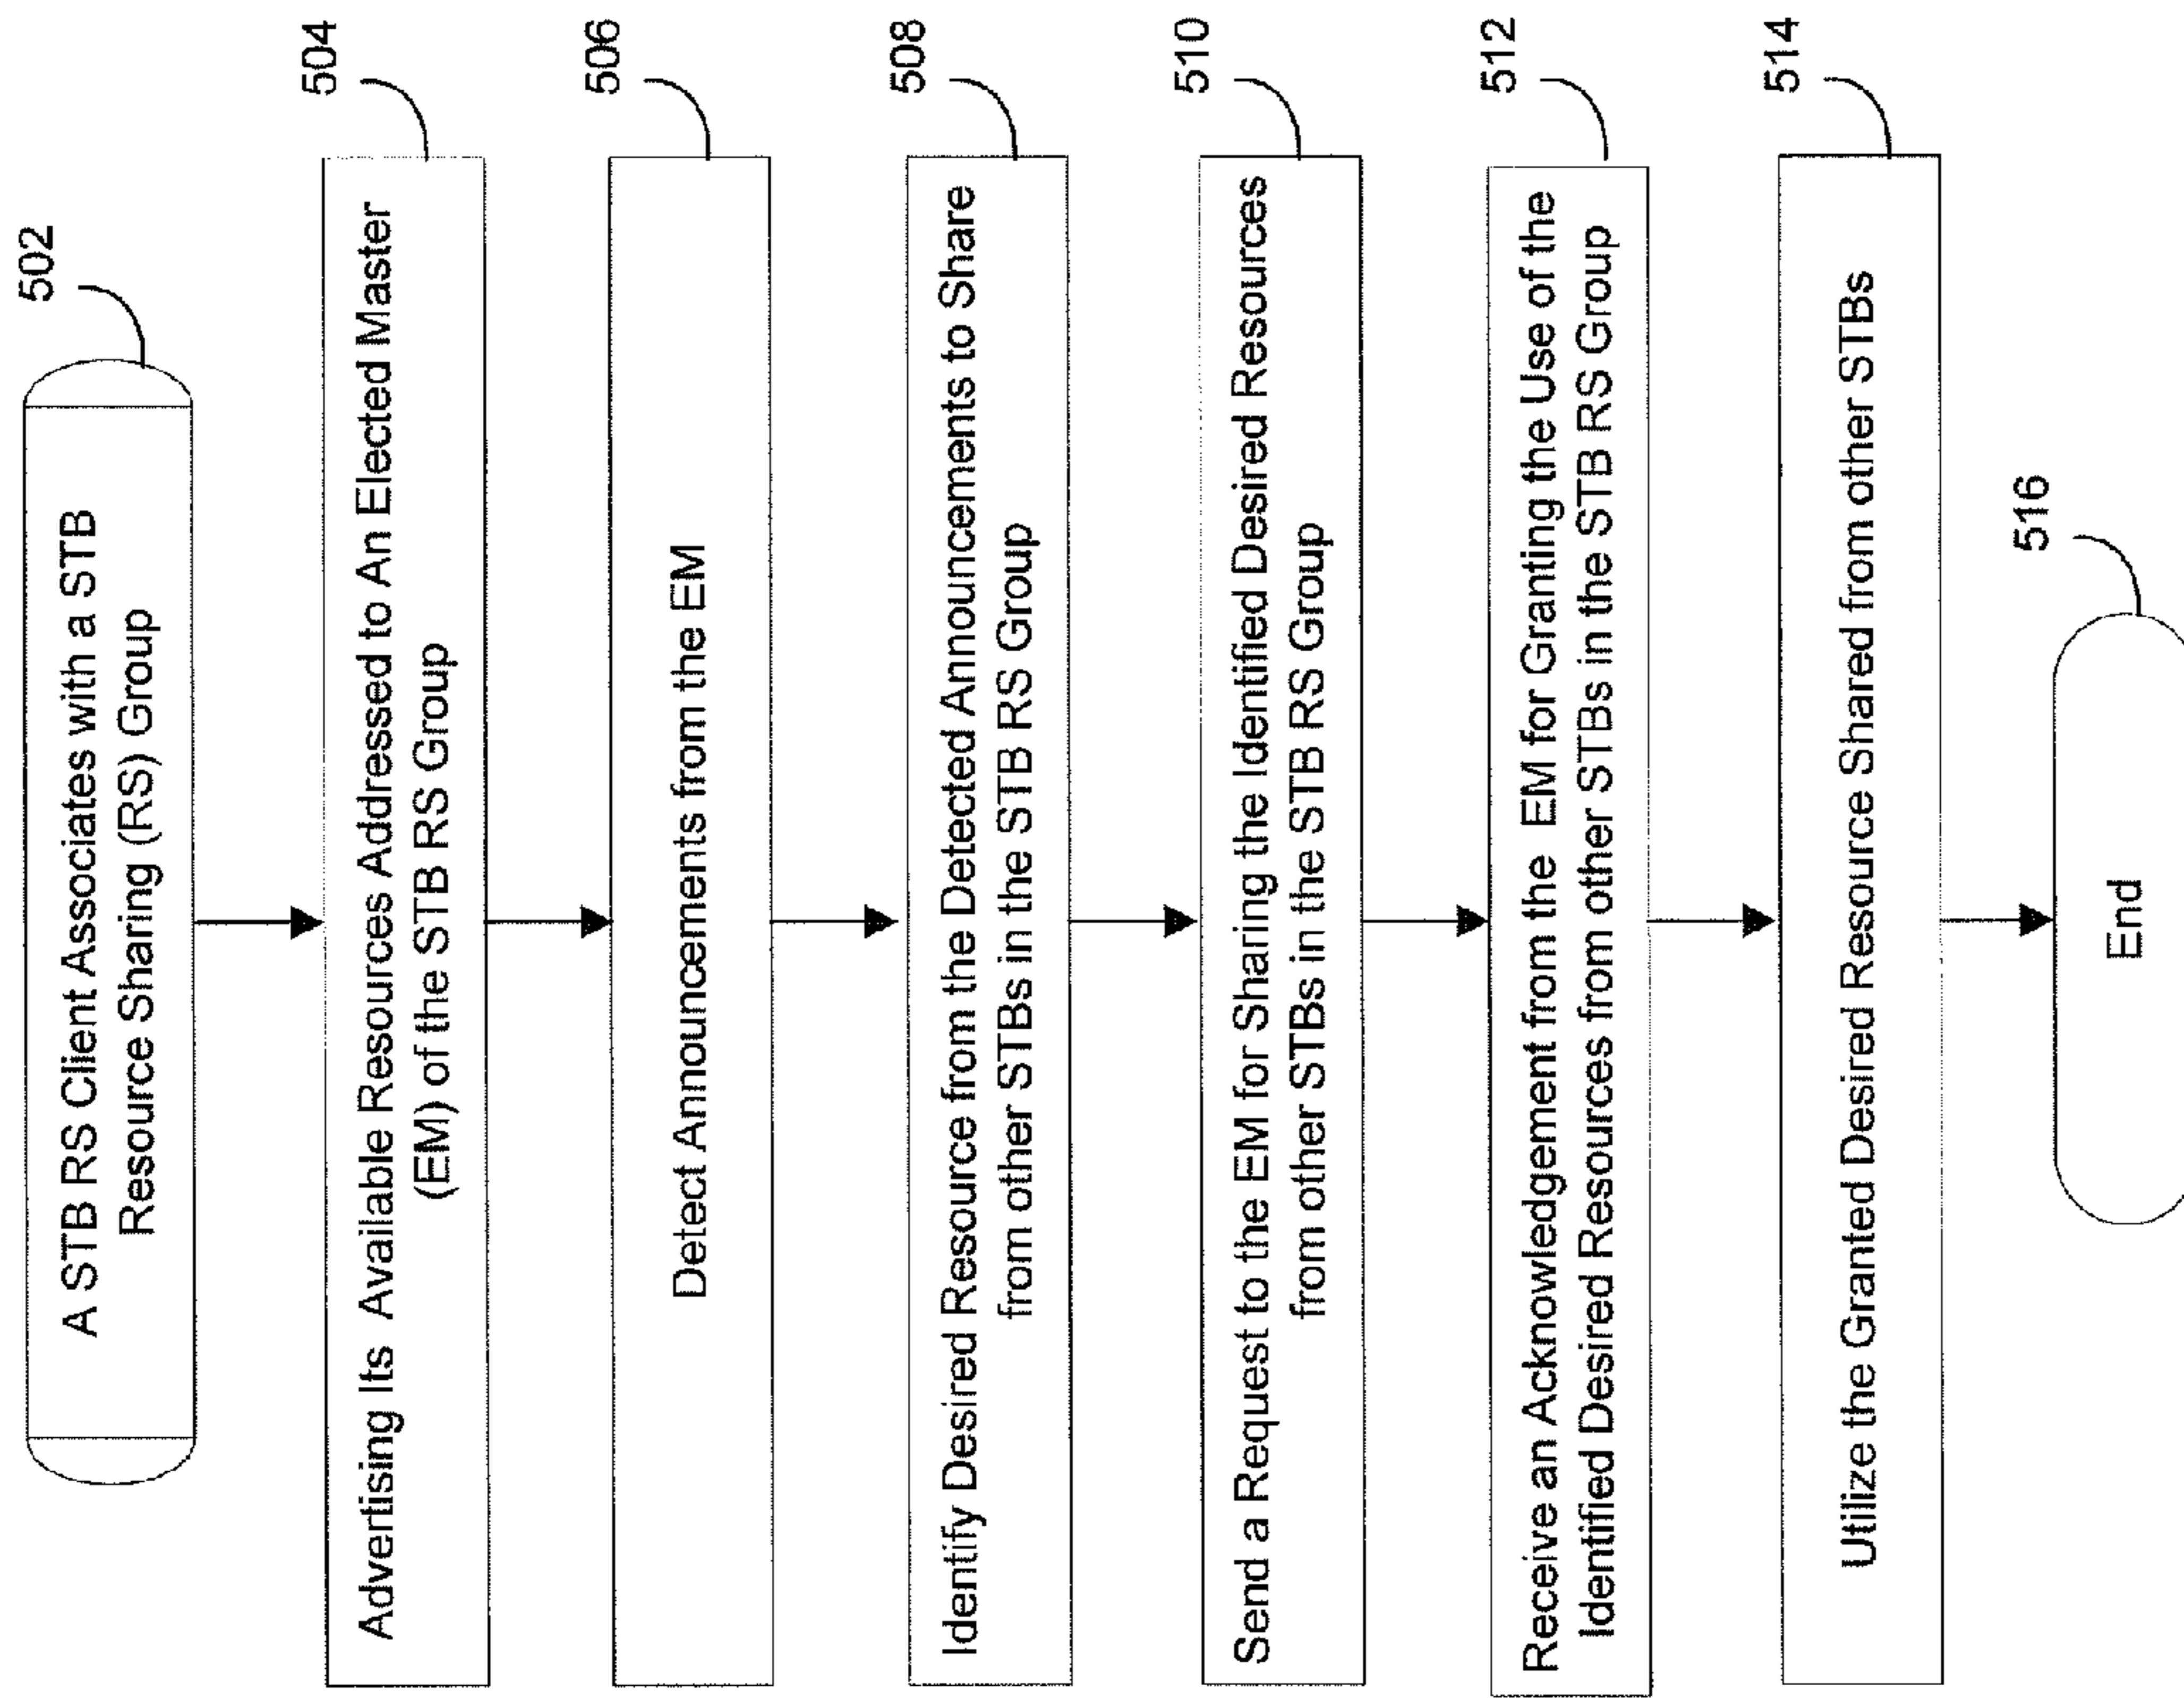 502
A STB RS Client Associates with a STB
Resource Sharing (RS) Group
504
Advertising Its Available Resources Addressed to An Elected Master
(EM) of the STB RS Group
506
Detect Announcements from the EM
508
Identify Desired Resource from the Detected Announcements to Share
from other STBs in the STB RS Group
510
Send a Request to the EM for Sharing the Identified Desired Resources
from other STBs in the STB RS Group
512
Receive an Acknowledgement from the EM for Granting the Use of the
Identified Desired Resources from other STBs in the STB RS Group
514
Utilize the Granted Desired Resource Shared from other STBs
516
End